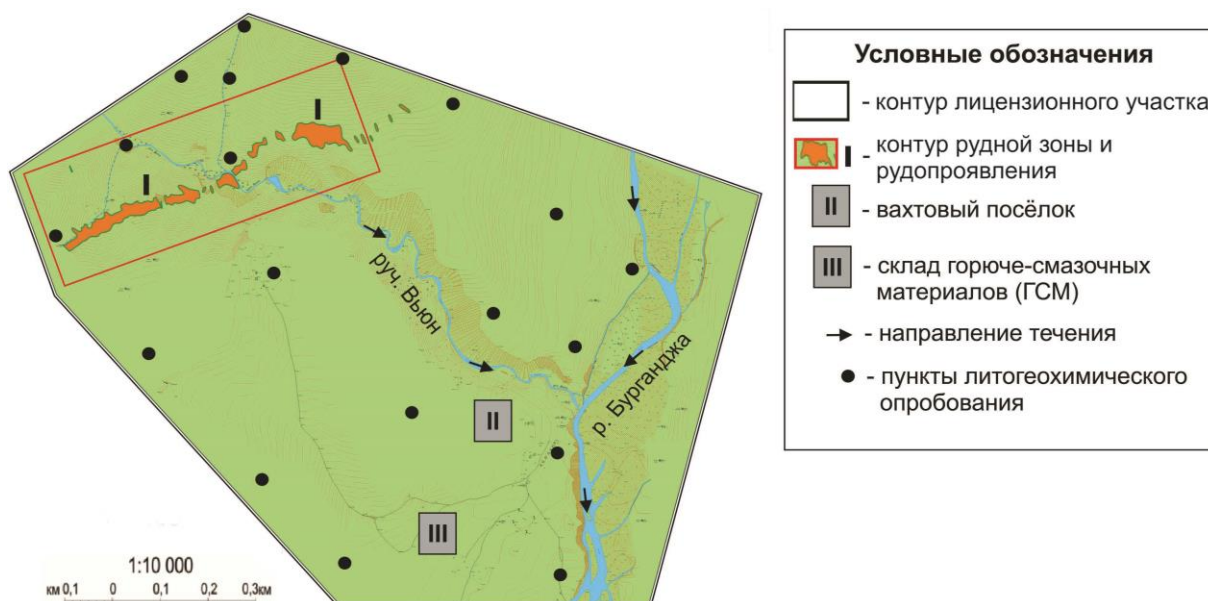 I
I
руч. Вьюн
р. Бурганджа
II
III
1:10 000
км 0,1 0 0,1 0,2 0,3км
Условные обозначения
- контур лицензионного участка
I - контур рудной зоны и
рудопроявления
II - вахтовый посёлок
III - склад горюче-смазочных
материалов (ГСМ)
- направление течения
- пункты литогеохимического
опробования